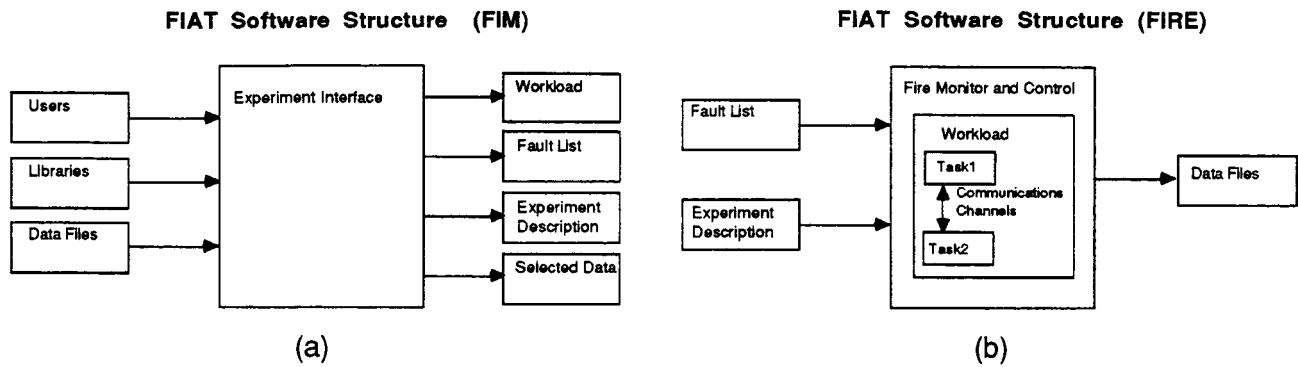 FIAT Software Structure (FIM)
Users
Libraries
Data Files
Experiment Interface
Workload
Fault List
Experiment
Description
Selected Data
(a)
FIAT Software Structure (FIRE)
Fault List
Experiment
Description
Fire Monitor and Control
Workload
Task1
Communications
Channels
Task2
Data Files
(b)